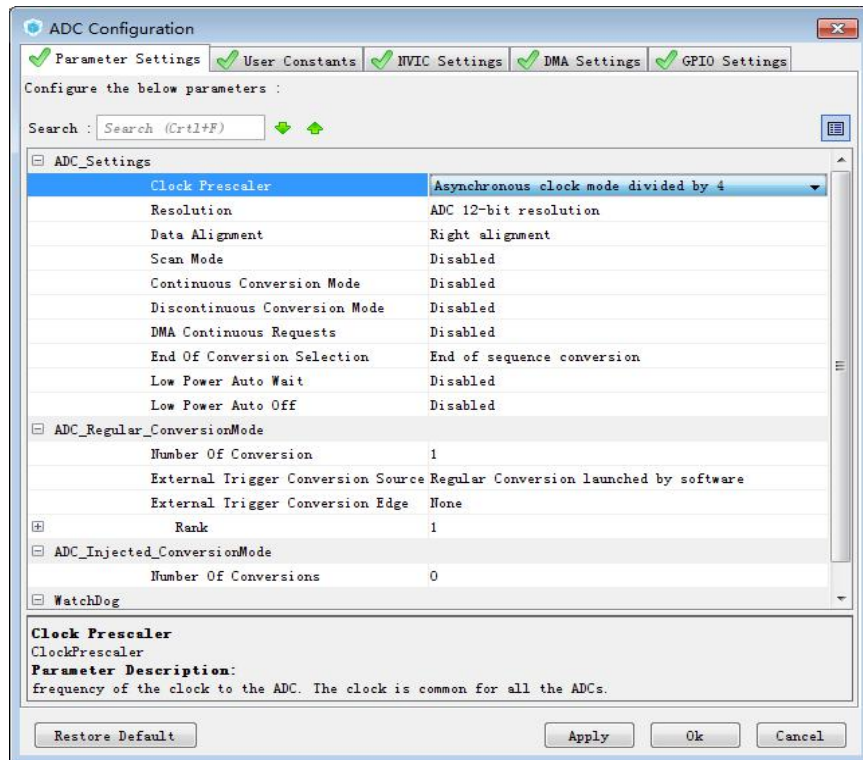 ADC Configuration
Parameter Settings User Constants NVIC Settings DMA Settings GPIO Settings
Configure the below parameters :
Search : Search (Crtl+F)
ADC_Settings
Clock Prescaler Asynchronous clock mode divided by 4
Resolution ADC 12-bit resolution
Data Alignment Right alignment
Scan Mode Disabled
Continuous Conversion Mode Disabled
Discontinuous Conversion Mode Disabled
DMA Continuous Requests Disabled
End Of Conversion Selection End of sequence conversion
Low Power Auto Wait Disabled
Low Power Auto Off Disabled
ADC_Regular_ConversionMode
Number Of Conversion 1
External Trigger Conversion Source Regular Conversion launched by software
External Trigger Conversion Edge None
Rank 1
ADC_Injected_ConversionMode
Number Of Conversions 0
WatchDog
Clock Prescaler
ClockPrescaler
Parameter Description:
frequency of the clock to the ADC. The clock is common for all the ADCs.
Restore Default Apply Ok Cancel